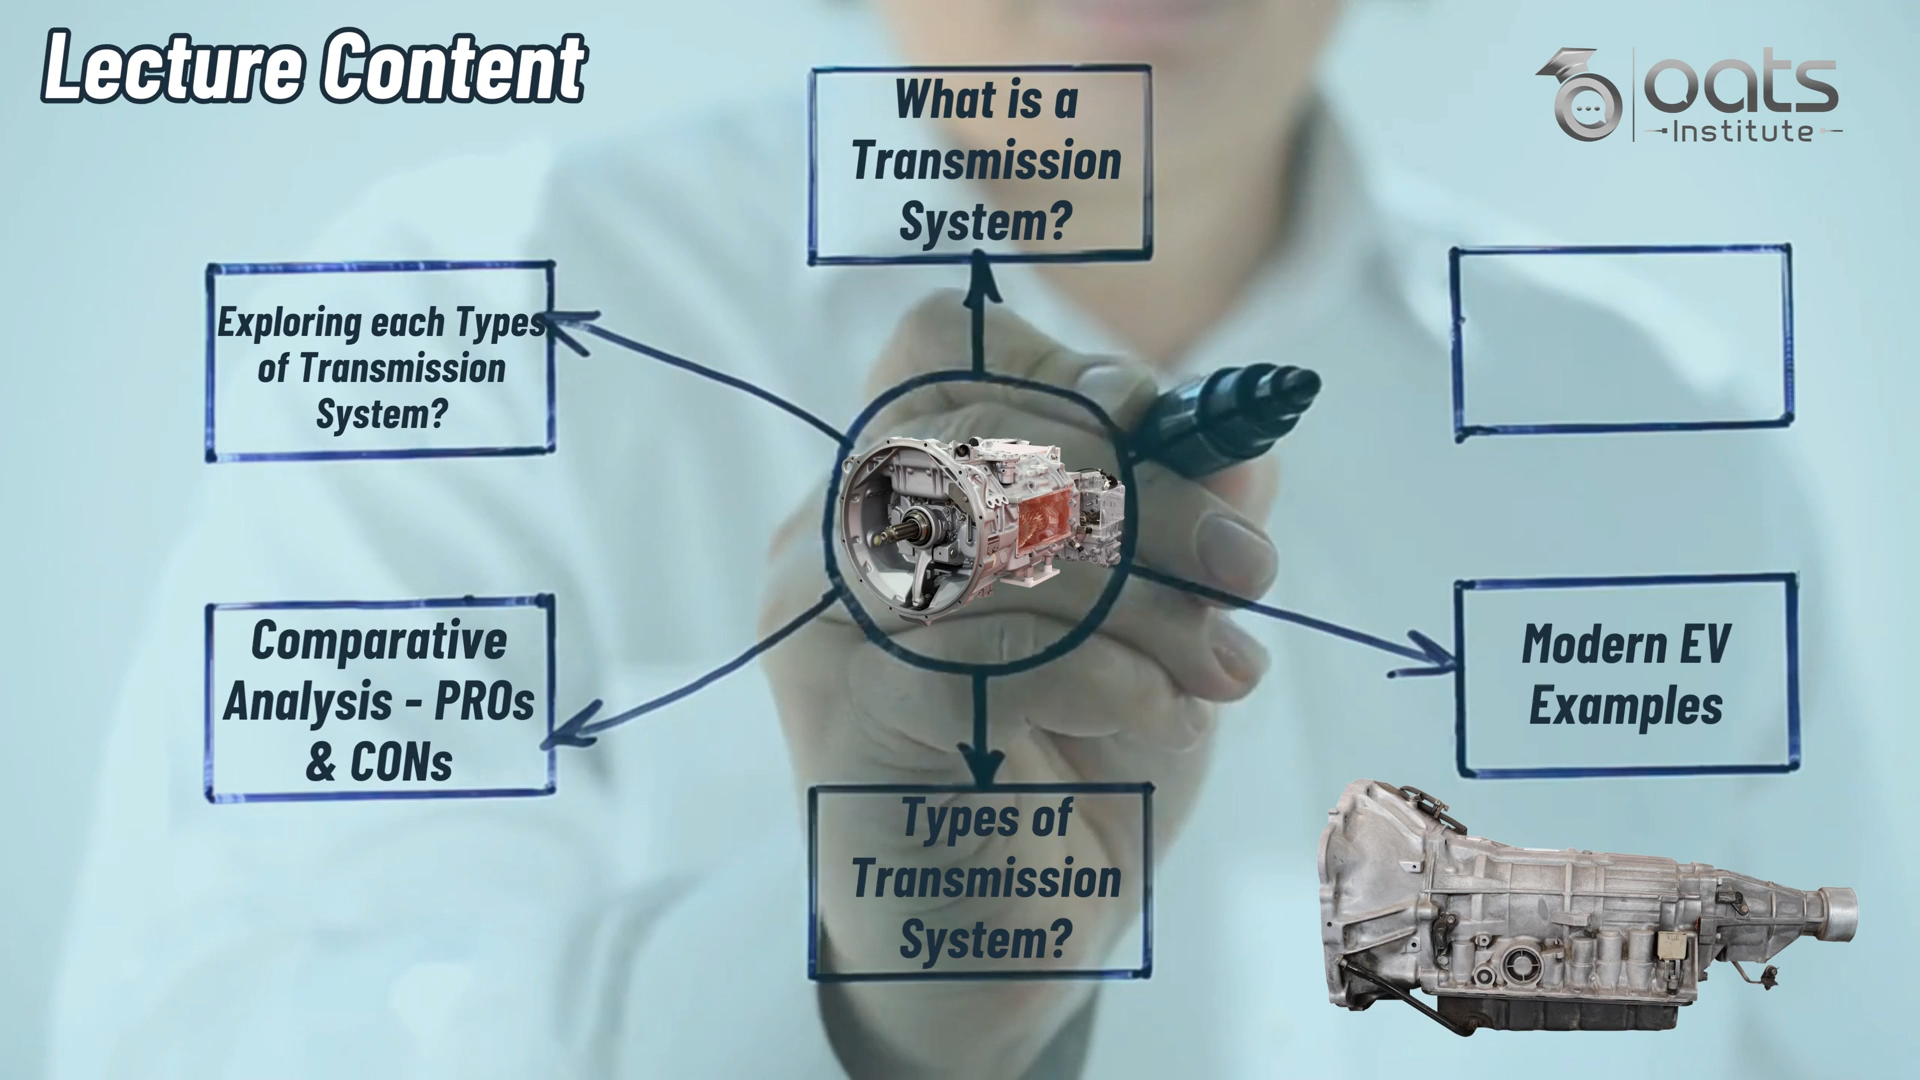 Lecture Content
oats
Institute
What is a
Transmission
System?
Exploring each Types
of Transmission
System?
Comparative
Analysis - PROs
& CONs
Modern EV
Examples
Types of
Transmission
System?